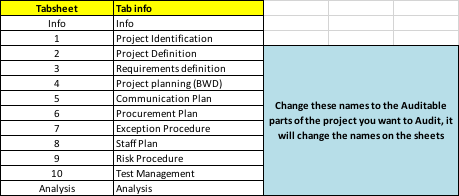 Tabsheet Tab info
Info Info
1 Project Identification
2 Project Definition
3 Requirements definition
4 Project planning (BWD)
5 Communication Plan
6 Procurement Plan
7 Exception Procedure
8 Staff Plan
9 Risk Procedure
10 Test Management
Analysis Analysis
Change these names to the Auditable
parts of the project you want to Audit, it
will change the names on the sheets